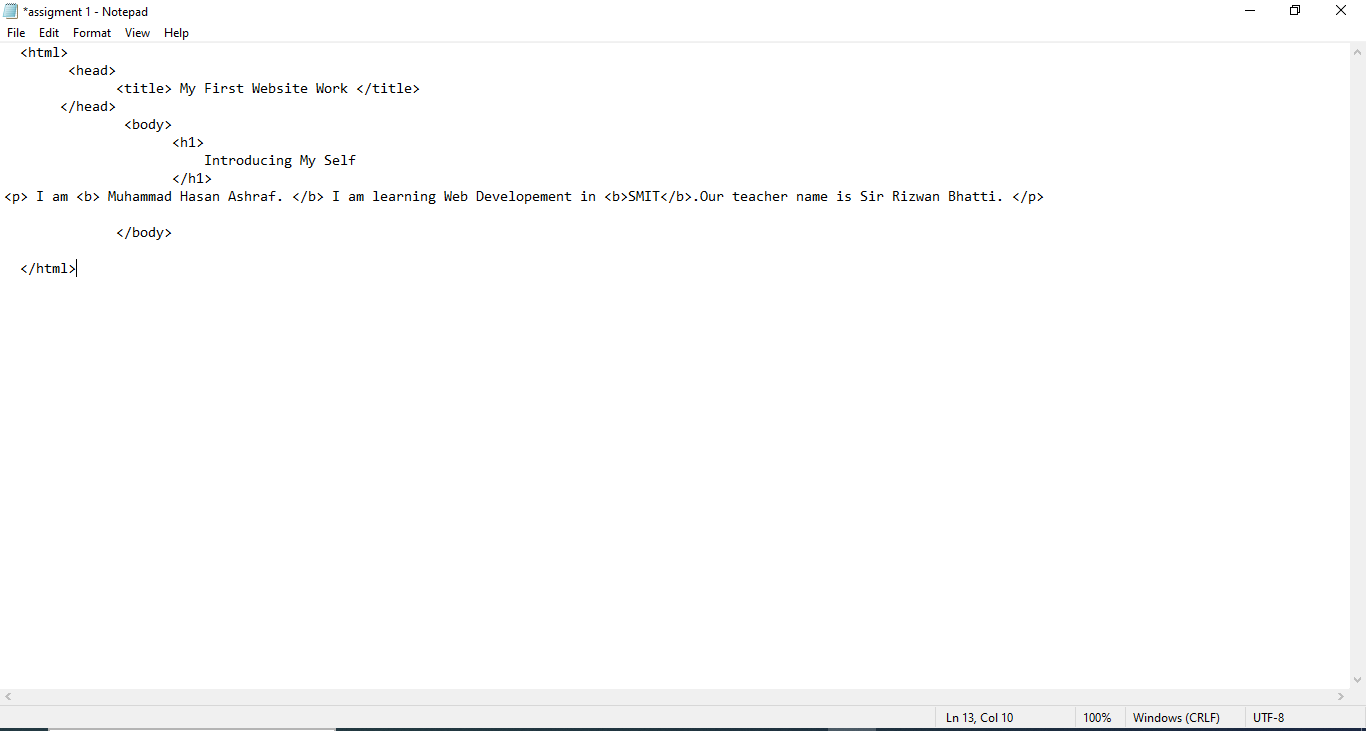 *assigment 1 - Notepad
File Edit Format View Help
<html>
<head>
<title> My First Website Work </title>
</head>
<body>
<h1>
Introducing My Self
</h1>
<p> I am <b> Muhammad Hasan Ashraf. </b> I am learning Web Developement in <b>SMIT</b>.Our teacher name is Sir Rizwan Bhatti. </p>
</body>
</html>
Ln 13, Col 10 100% Windows (CRLF) UTF-8